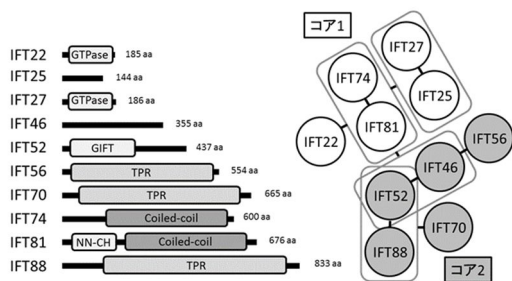 IFT22 GTPase 185 aa
IFT25 144 aa
IFT27 GTPase 186 aa
IFT46 355 aa
IFT52 GIFT 437 aa
IFT56 TPR 554 aa
IFT70 TPR 665 aa
IFT74 Coiled-coil 600 aa
IFT81 NN-CH Coiled-coil 676 aa
IFT88 TPR 833 aa
コア1
IFT27
IFT74
IFT25
IFT22
IFT81
IFT56
IFT46
IFT52
IFT70
IFT88
コア2